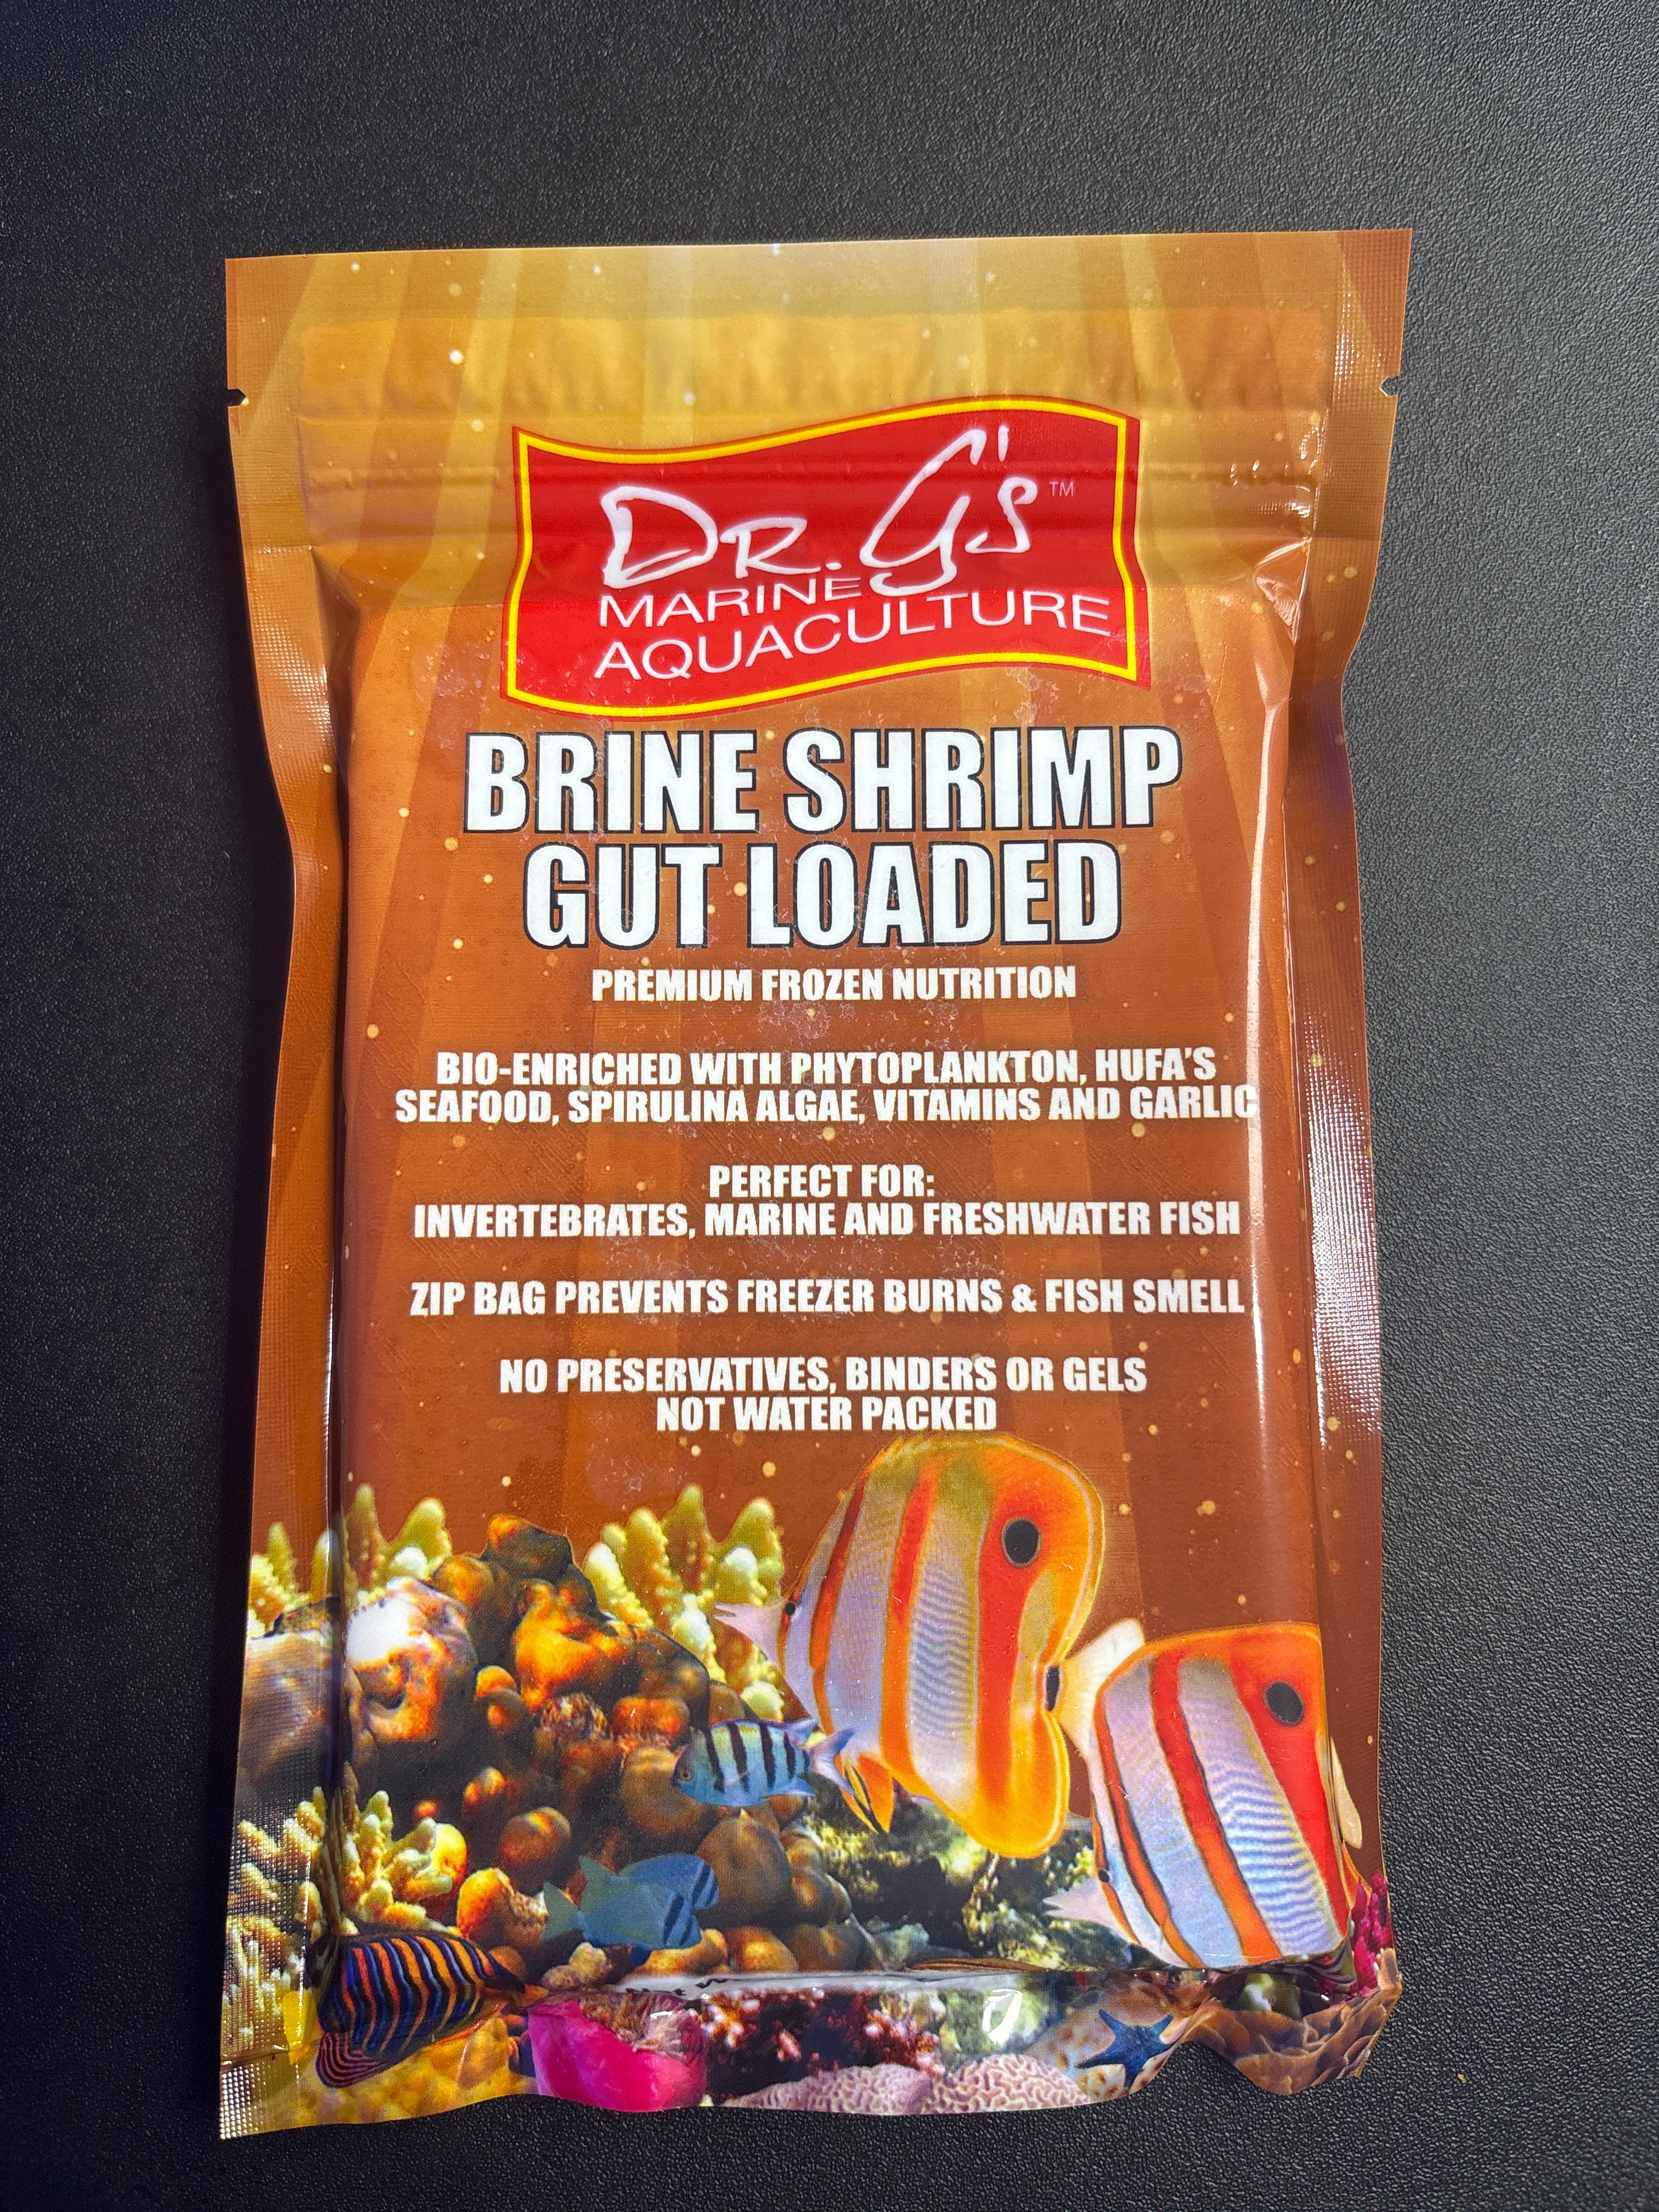 DR. G's™
MARINE
AQUACULTURE
BRINE SHRIMP
GUT LOADED
PREMIUM FROZEN NUTRITION
BIO-ENRICHED WITH PHYTOPLANKTON, HUFA'S
SEAFOOD, SPIRULINA ALGAE, VITAMINS AND GARLIC
PERFECT FOR:
INVERTEBRATES, MARINE AND FRESHWATER FISH
ZIP BAG PREVENTS FREEZER BURNS & FISH SMELL
NO PRESERVATIVES, BINDERS OR GELS
NOT WATER PACKED